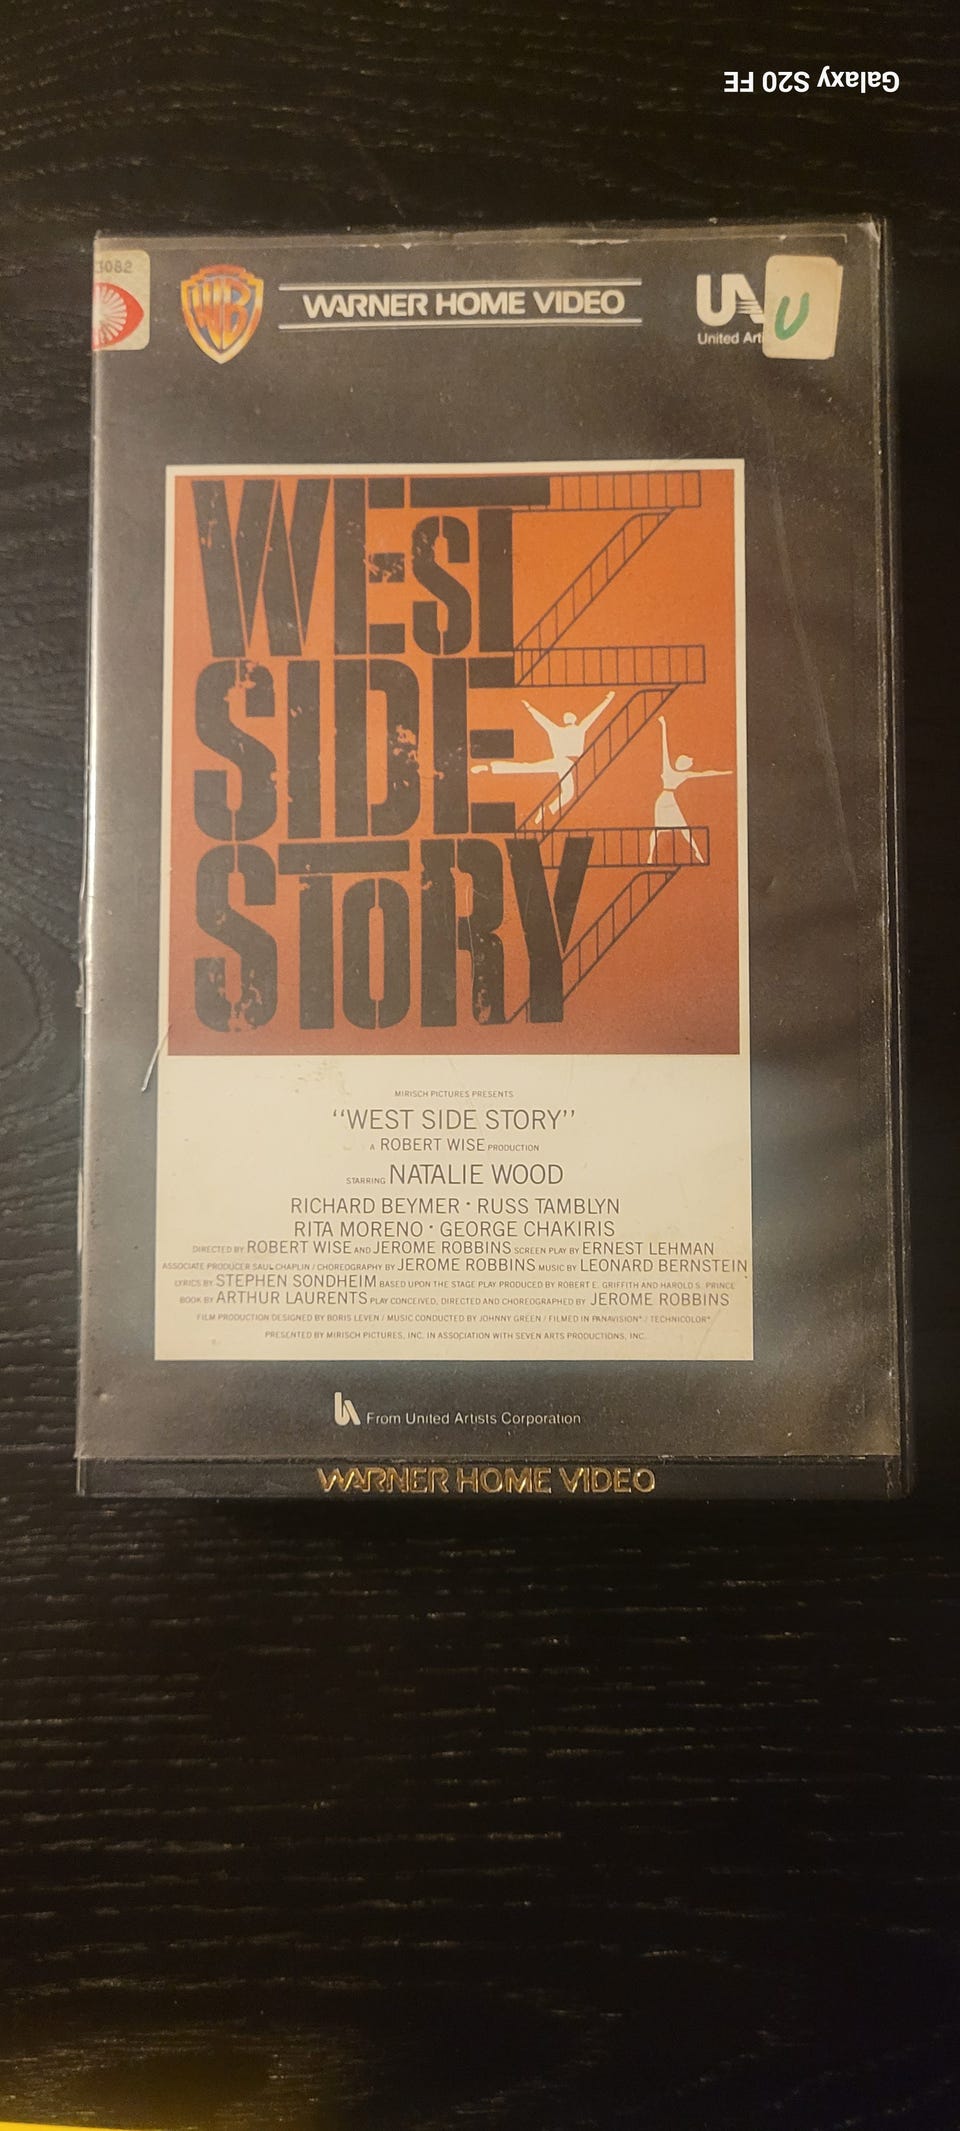 Galaxy S20 FE
3082
WB
WARNER HOME VIDEO
UA
U
United
WEST
SIDE
STORY
MIRISCH PICTURES PRESENTS
"WEST SIDE STORY"
A ROBERT WISE PRODUCTION
STARRING NATALIE WOOD
RICHARD BEYMER · RUSS TAMBLYN
RITA MORENO · GEORGE CHAKIRIS
DIRECTED BY ROBERT WISE AND JEROME ROBBINS SCREEN PLAY BY ERNEST LEHMAN
ASSOCIATE PRODUCER SAUL CHAPLIN / CHOREOGRAPHY BY JEROME ROBBINS MUSIC BY LEONARD BERNSTEIN
LYRICS BY STEPHEN SONDHEIM BASED UPON THE STAGE PLAY PRODUCED BY ROBERT E. GRIFFITH AND HAROLD S. PRINCE
BOOK BY ARTHUR LAURENTS PLAY CONCEIVED, DIRECTED AND CHOREOGRAPHED BY JEROME ROBBINS
FILM PRODUCTION DESIGNED BY BORIS LEVEN / MUSIC CONDUCTED BY JOHNNY GREEN / FILMED IN PANAVISION® / TECHNICOLOR®
PRESENTED BY MIRISCH PICTURES, INC. IN ASSOCIATION WITH SEVEN ARTS PRODUCTIONS, INC.
From United Artists Corporation
WARNER HOME VIDEO